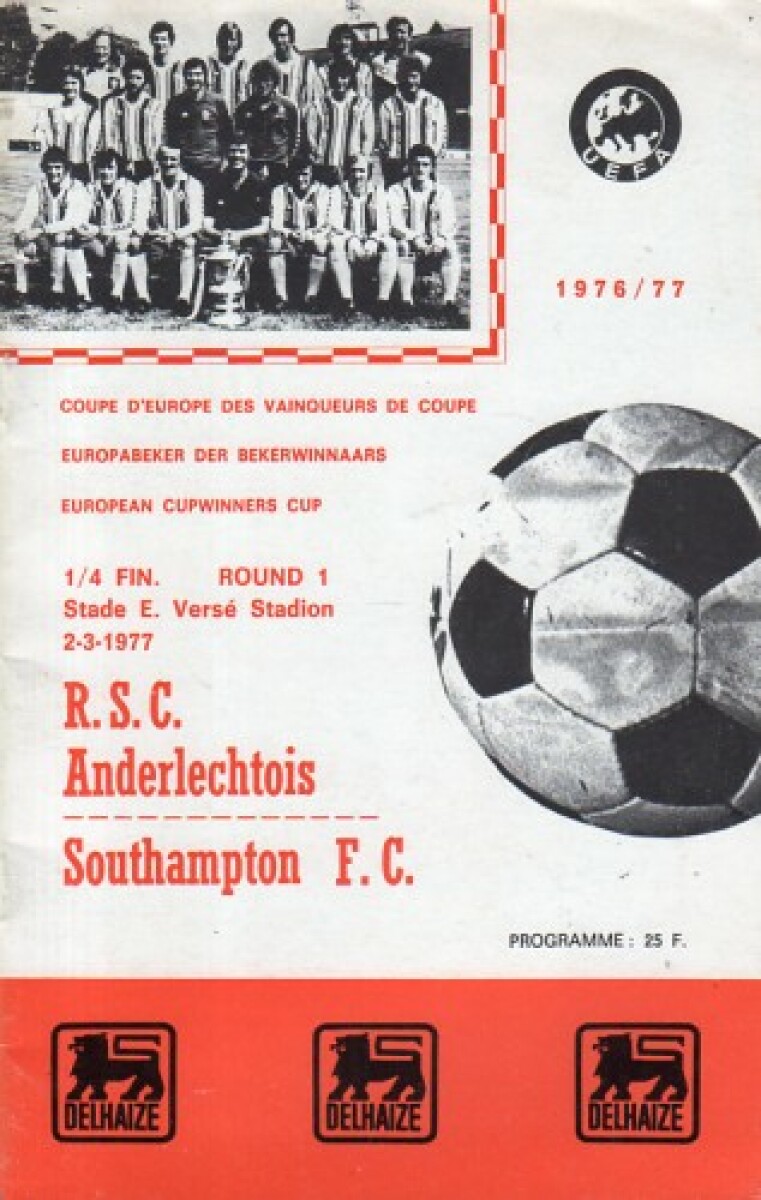 UEFA
1976/77
COUPE D'EUROPE DES VAINQUEURS DE COUPE
EUROPABEKER DER BEKERWINNAARS
EUROPEAN CUPWINNERS CUP
1/4 FIN. ROUND 1
Stade E. Versé Stadion
2-3-1977
R.S.C.
Anderlechtois
Southampton F.C.
PROGRAMME : 25 F.
DELHAIZE DELHAIZE DELHAIZE